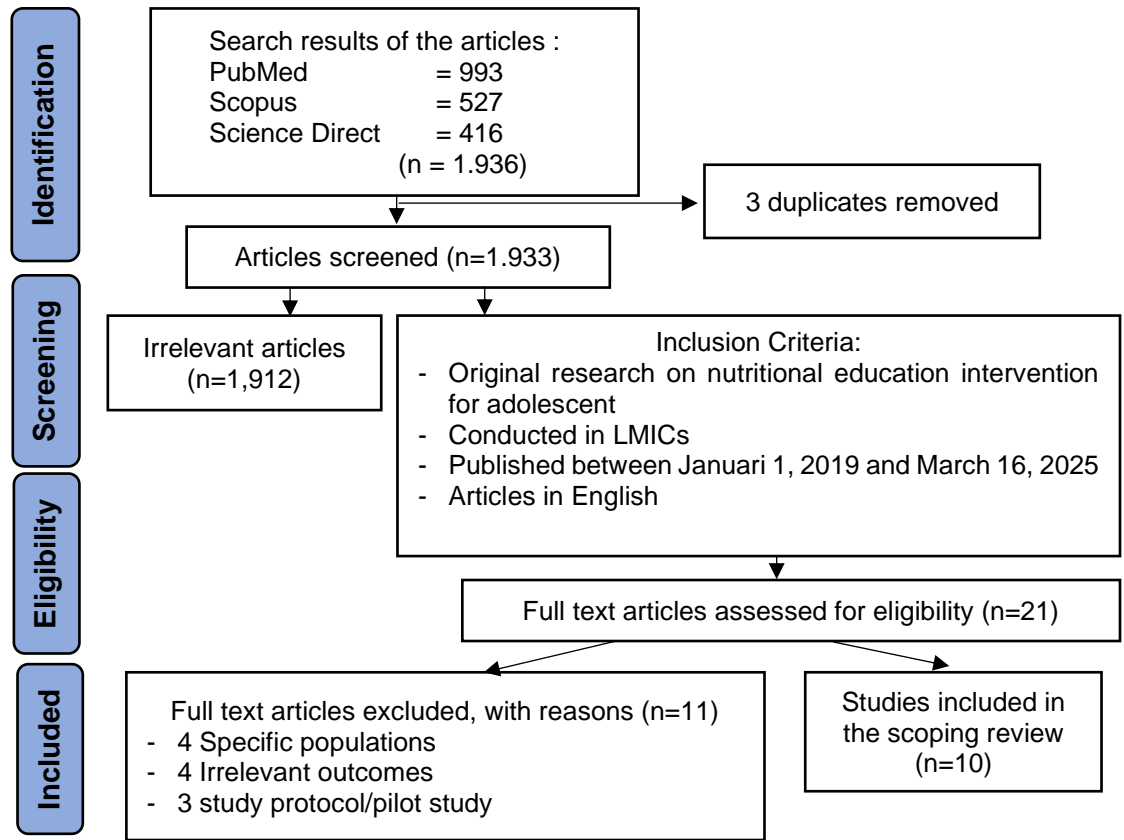 Identification
Search results of the articles :
PubMed = 993
Scopus = 527
Science Direct = 416
(n = 1.936)
3 duplicates removed
Articles screened (n=1.933)
Screening
Irrelevant articles
(n=1,912)
Inclusion Criteria:
- Original research on nutritional education intervention
for adolescent
- Conducted in LMICs
- Published between Januari 1, 2019 and March 16, 2025
- Articles in English
Eligibility
Full text articles assessed for eligibility (n=21)
Included
Full text articles excluded, with reasons (n=11)
- 4 Specific populations
- 4 Irrelevant outcomes
- 3 study protocol/pilot study
Studies included in
the scoping review
(n=10)